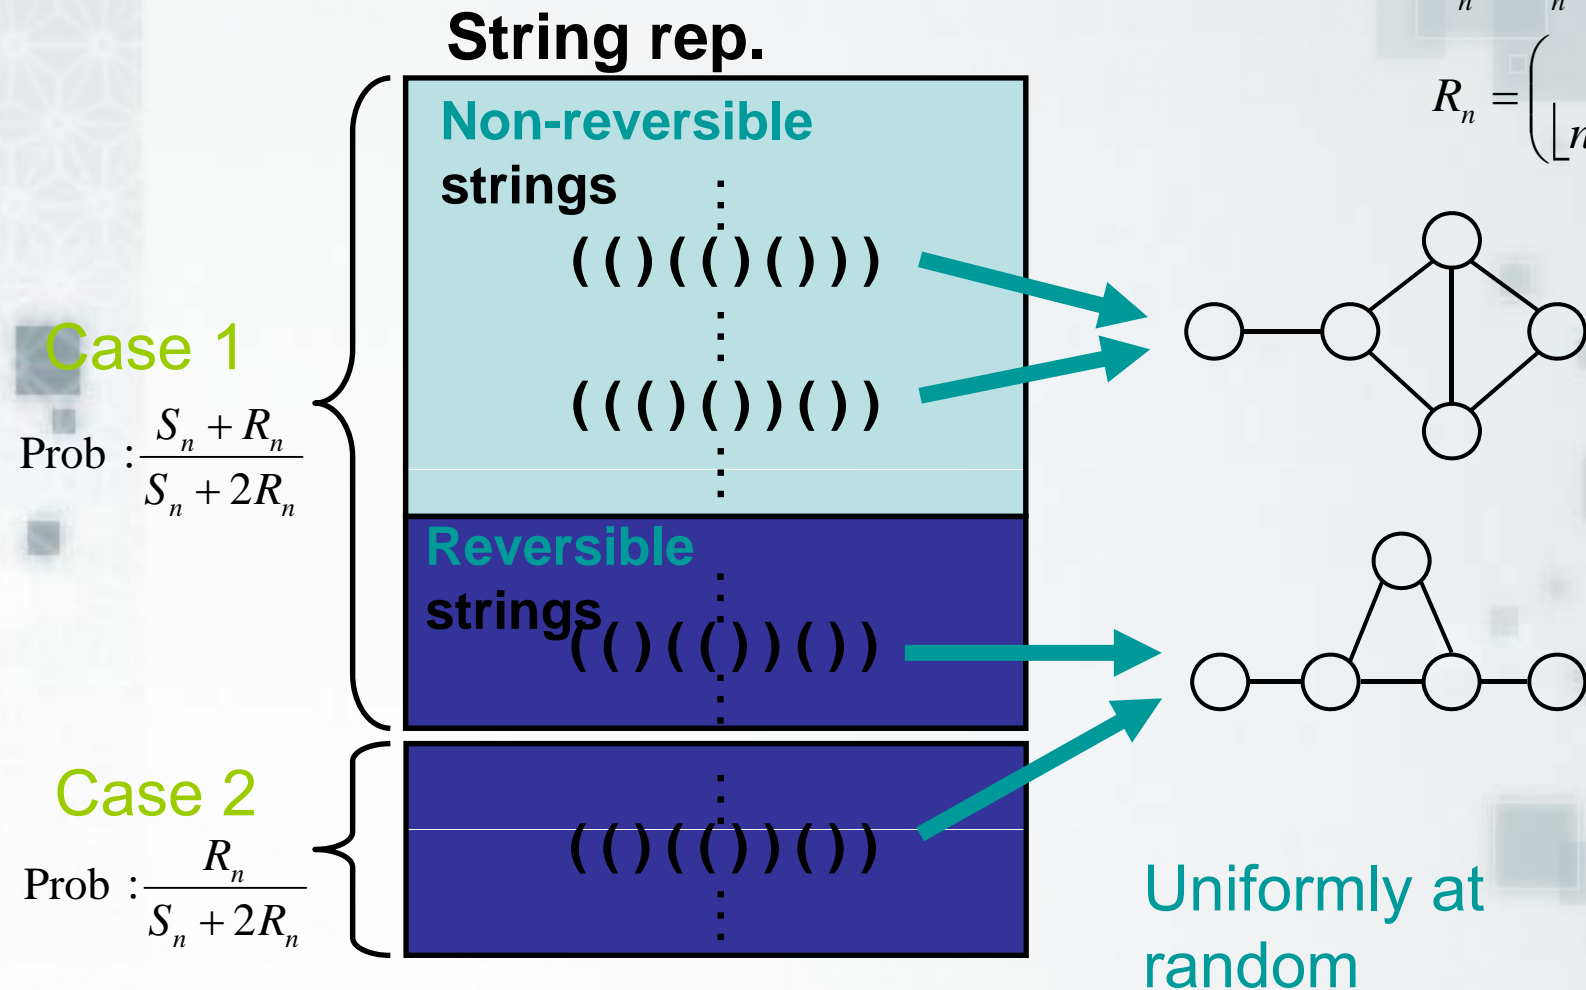 String rep.
R_n = (⌊n
Non-reversible
strings
(()(()()))
Case 1
((()())())
Prob : (S_n + R_n) / (S_n + 2R_n)
Reversible
strings
(()(())())
Case 2
(()(())())
Prob : R_n / (S_n + 2R_n)
Uniformly at
random